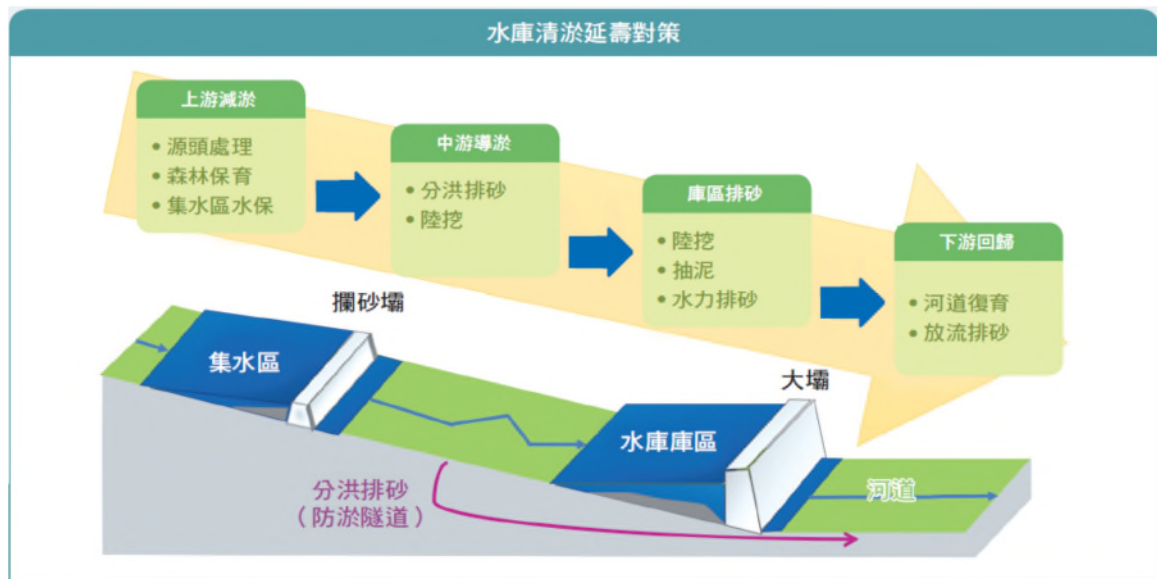 水庫清淤延壽對策
上游減淤
• 源頭處理
• 森林保育
• 集水區水保
中游導淤
• 分洪排砂
• 陸挖
庫區排砂
• 陸挖
• 抽泥
• 水力排砂
下游回歸
• 河道復育
• 放流排砂
攔砂壩
集水區
大壩
水庫庫區
分洪排砂
（防淤隧道）
河道